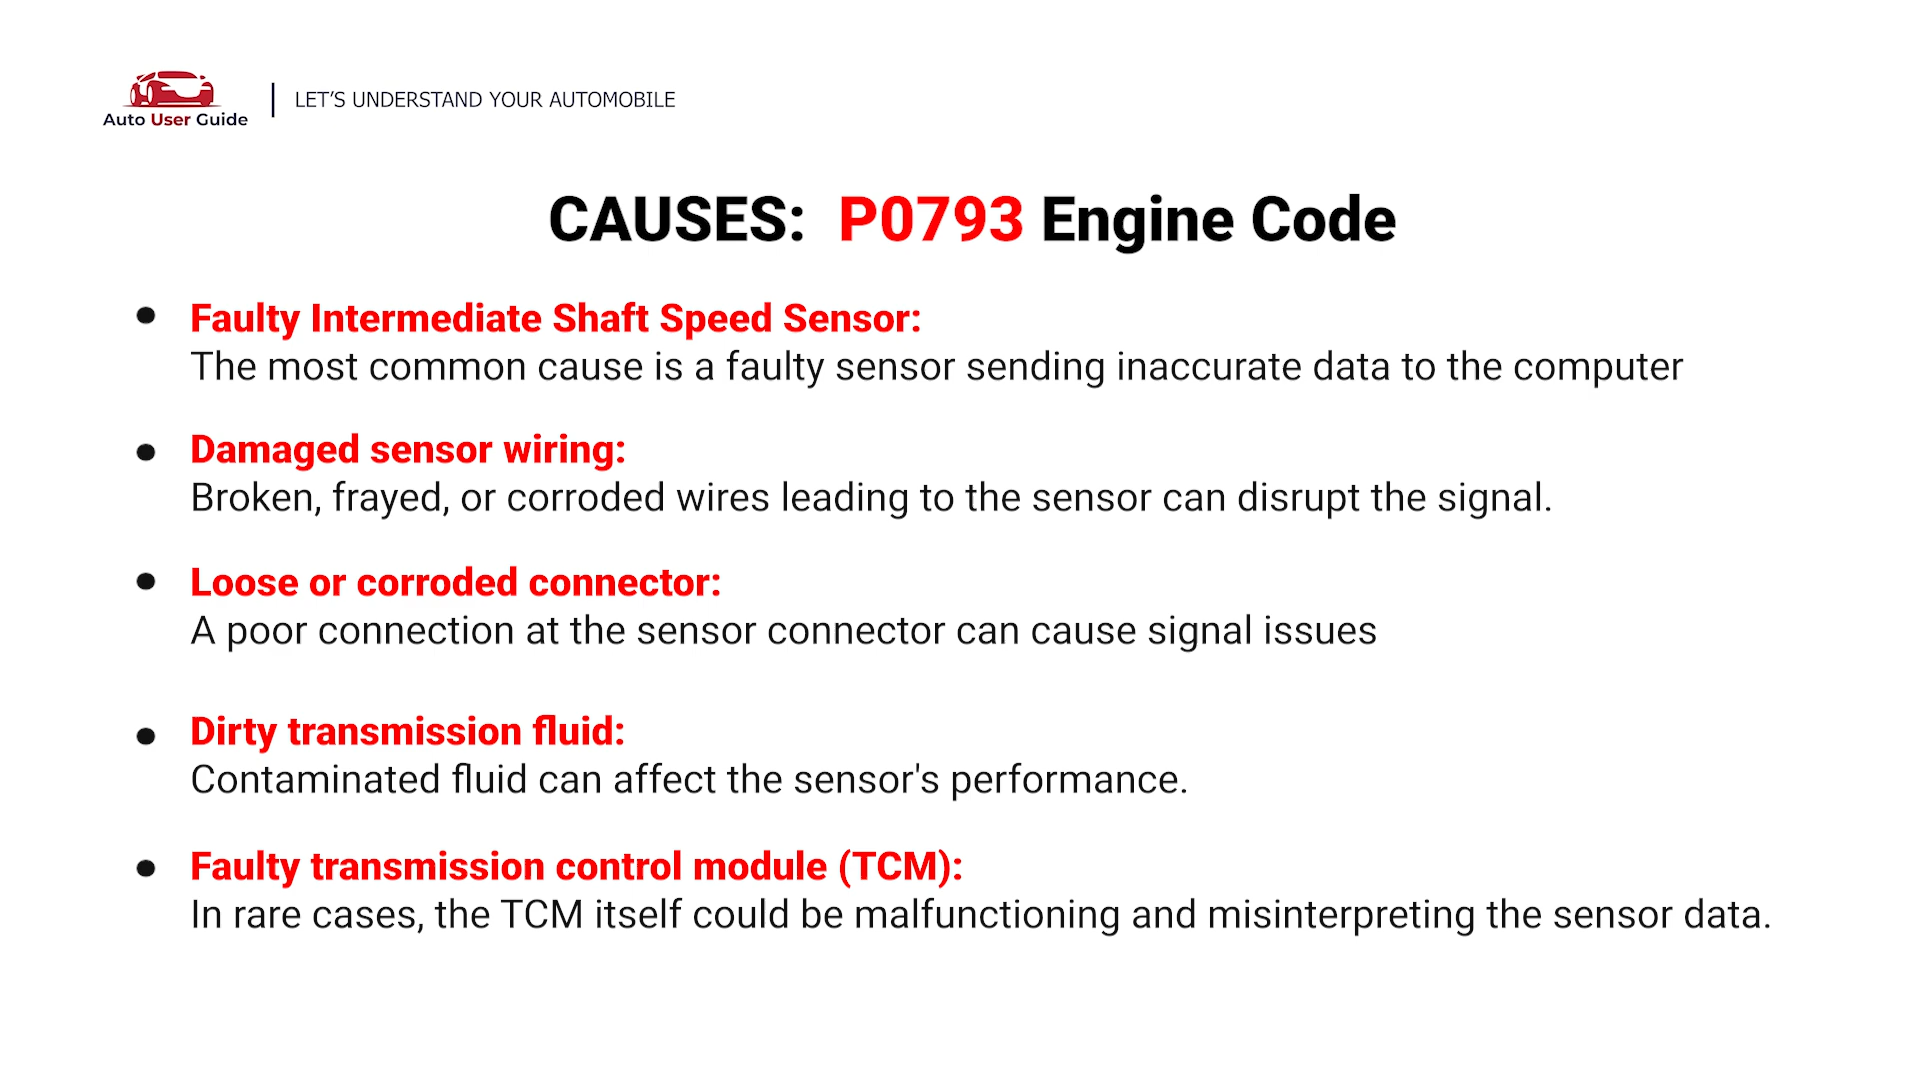 Auto User Guide
LET'S UNDERSTAND YOUR AUTOMOBILE
CAUSES: P0793 Engine Code
Faulty Intermediate Shaft Speed Sensor:
The most common cause is a faulty sensor sending inaccurate data to the computer
Damaged sensor wiring:
Broken, frayed, or corroded wires leading to the sensor can disrupt the signal.
Loose or corroded connector:
A poor connection at the sensor connector can cause signal issues
Dirty transmission fluid:
Contaminated fluid can affect the sensor's performance.
Faulty transmission control module (TCM):
In rare cases, the TCM itself could be malfunctioning and misinterpreting the sensor data.